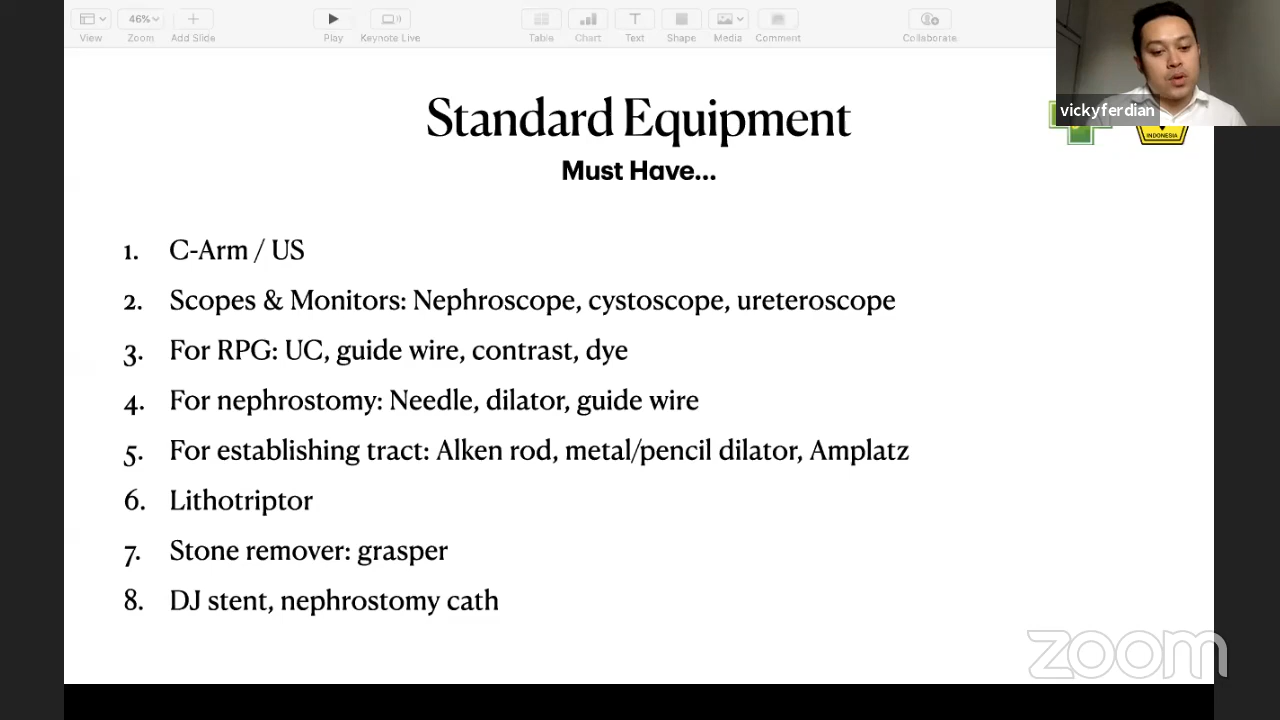 46%
View
Zoom
Add Slide
Play
Keynote Live
Table
Chart
Text
Shape
Media
Comment
Collaborate
vickyferdian
INDONESIA
Standard Equipment
Must Have...
1. C-Arm / US
2. Scopes & Monitors: Nephroscope, cystoscope, ureteroscope
3. For RPG: UC, guide wire, contrast, dye
4. For nephrostomy: Needle, dilator, guide wire
5. For establishing tract: Alken rod, metal/pencil dilator, Amplatz
6. Lithotriptor
7. Stone remover: grasper
8. DJ stent, nephrostomy cath
zoom